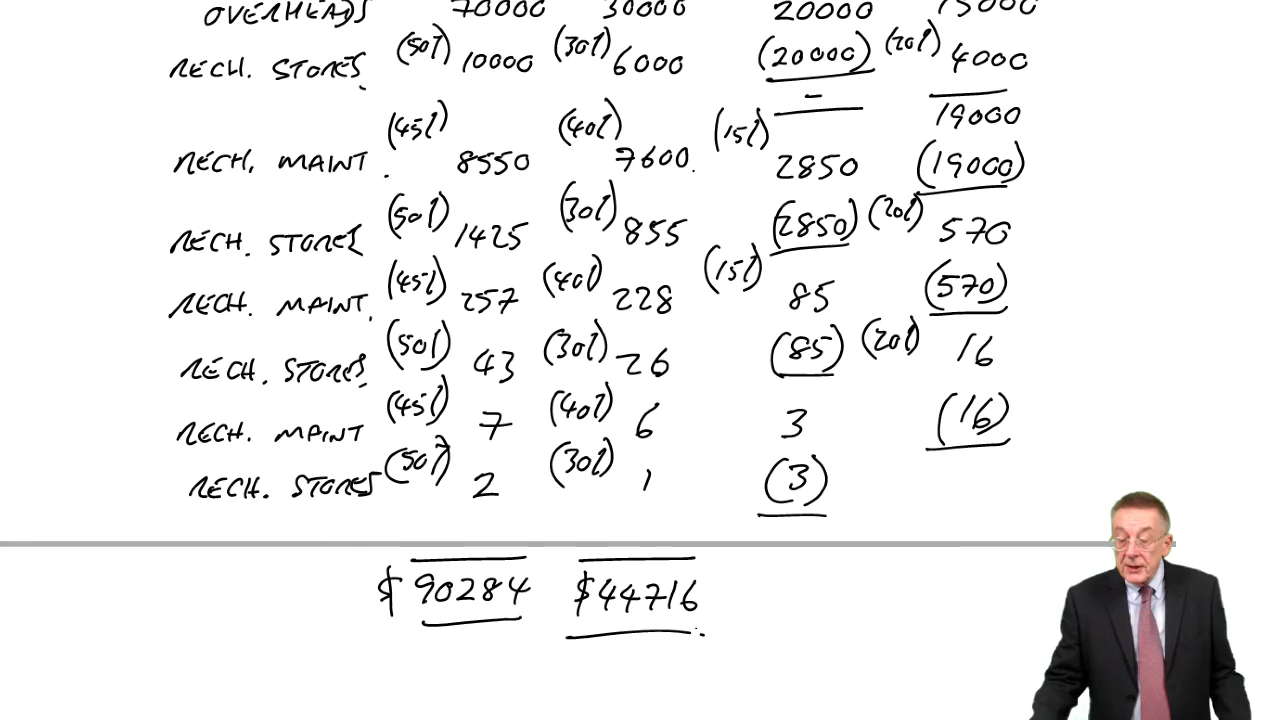 OVERHEADS 70000 30000 20000 15000
RECH. STORES (50%) 10000 (30%) 6000 (20000) (20%) 4000
- 19000
RECH. MAINT. (45%) 8550 (40%) 7600 (15%) 2850 (19000)
RECH. STORES (50%) 1425 (30%) 855 (2850) (20%) 570
RECH. MAINT. (45%) 257 (40%) 228 (15%) 85 (570)
RECH. STORES (50%) 43 (30%) 26 (85) (20%) 16
RECH. MAINT (45%) 7 (40%) 6 3 (16)
RECH. STORES (50%) 2 (30%) 1 (3)
$90284 $44716